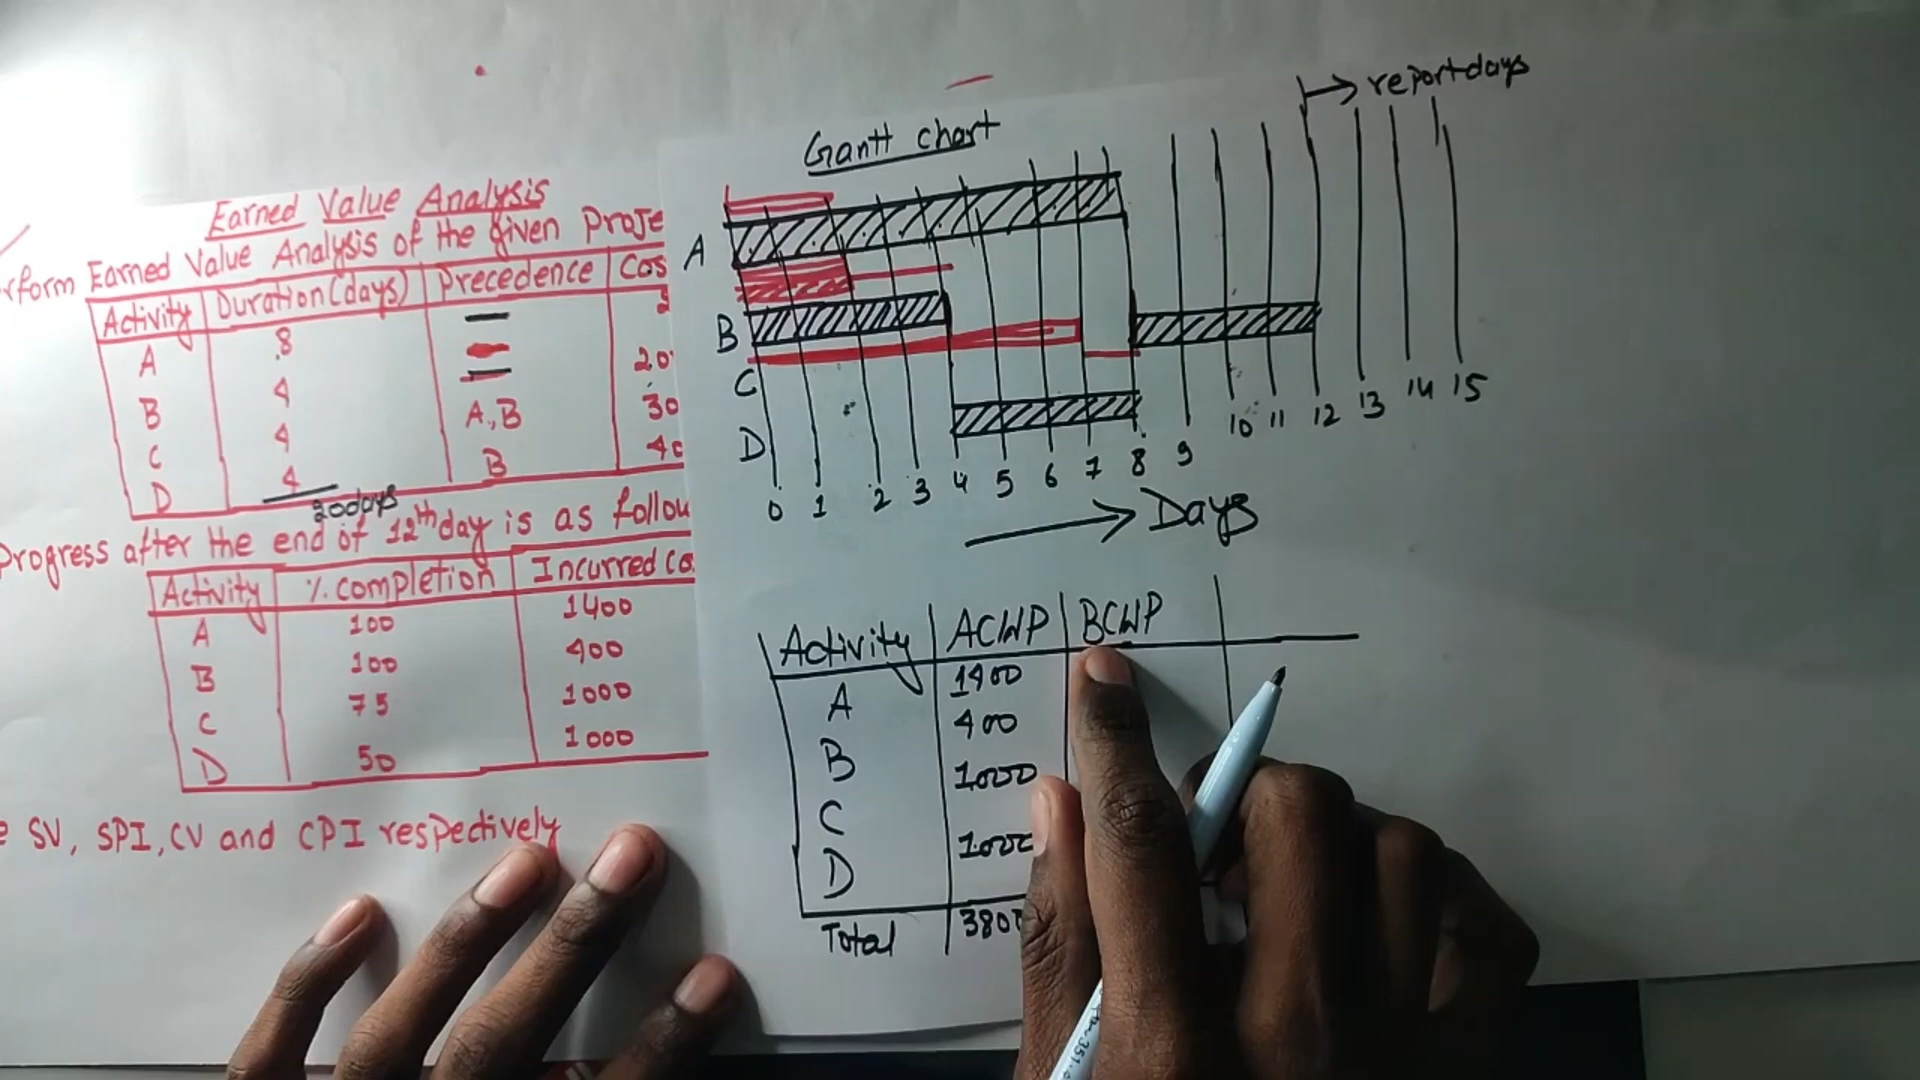 Earned Value Analysis
rform Earned Value Analysis of the given Proje
Activity Duration(days) Precedence Cos
A 8 —
B 4 — 20
C 4 A,B 30
D 4 B 40
20days
Progress after the end of 12th day is as follow
Activity % completion Incurred Co
A 100 1400
B 100 400
C 75 1000
D 50 1000
e SV, SPI, CV and CPI respectively
Gantt chart
report days
A
B
C
D
0 1 2 3 4 5 6 7 8 9 10 11 12 13 14 15
Days
Activity ACWP BCWP
A 1400
B 400
C 1000
D 1000
Total 3800